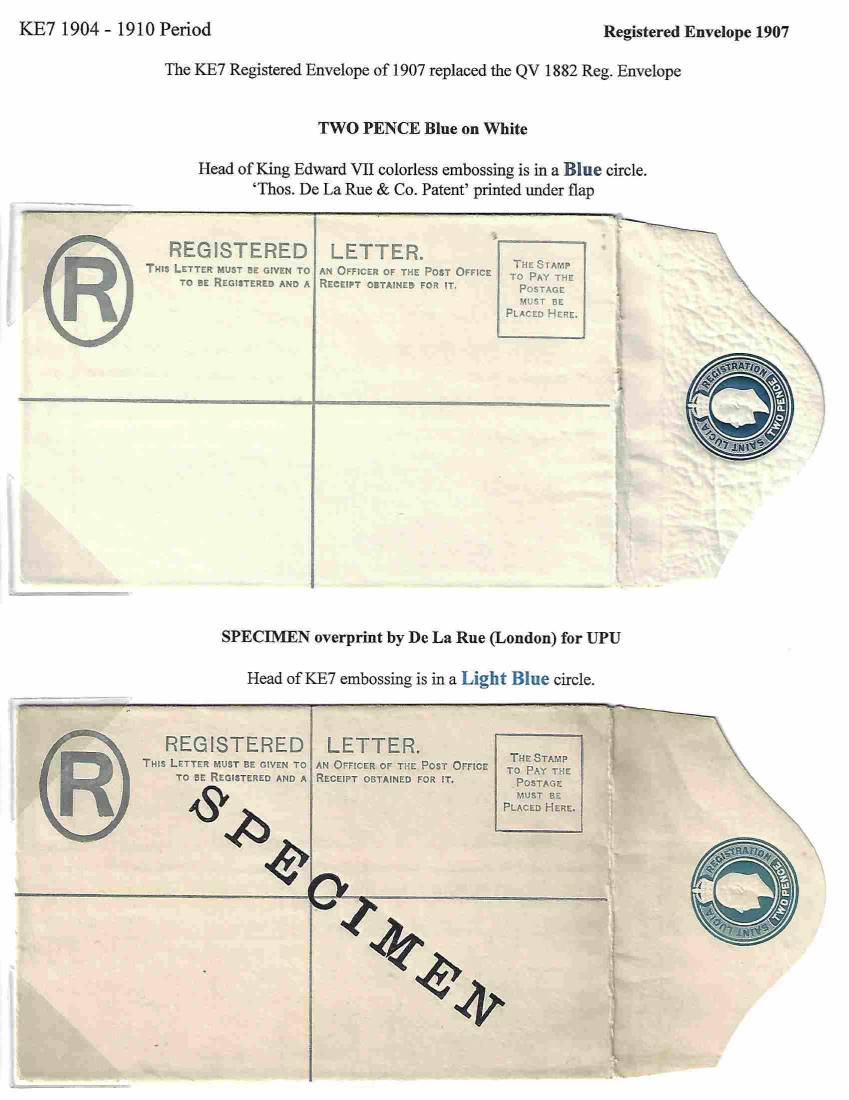 KE7 1904 - 1910 Period
Registered Envelope 1907
The KE7 Registered Envelope of 1907 replaced the QV 1882 Reg. Envelope
TWO PENCE Blue on White
Head of King Edward VII colorless embossing is in a Blue circle.
‘Thos. De La Rue & Co. Patent’ printed under flap
R
REGISTERED LETTER.
THIS LETTER MUST BE GIVEN TO AN OFFICER OF THE POST OFFICE
TO BE REGISTERED AND A RECEIPT OBTAINED FOR IT.
THE STAMP
TO PAY THE
POSTAGE
MUST BE
PLACED HERE.
REGISTRATION
TWO PENCE
SAINT LUCIA
SPECIMEN overprint by De La Rue (London) for UPU
Head of KE7 embossing is in a Light Blue circle.
R
REGISTERED LETTER.
THIS LETTER MUST BE GIVEN TO AN OFFICER OF THE POST OFFICE
TO BE REGISTERED AND A RECEIPT OBTAINED FOR IT.
THE STAMP
TO PAY THE
POSTAGE
MUST BE
PLACED HERE.
SPECIMEN
REGISTRATION
TWO PENCE
SAINT LUCIA